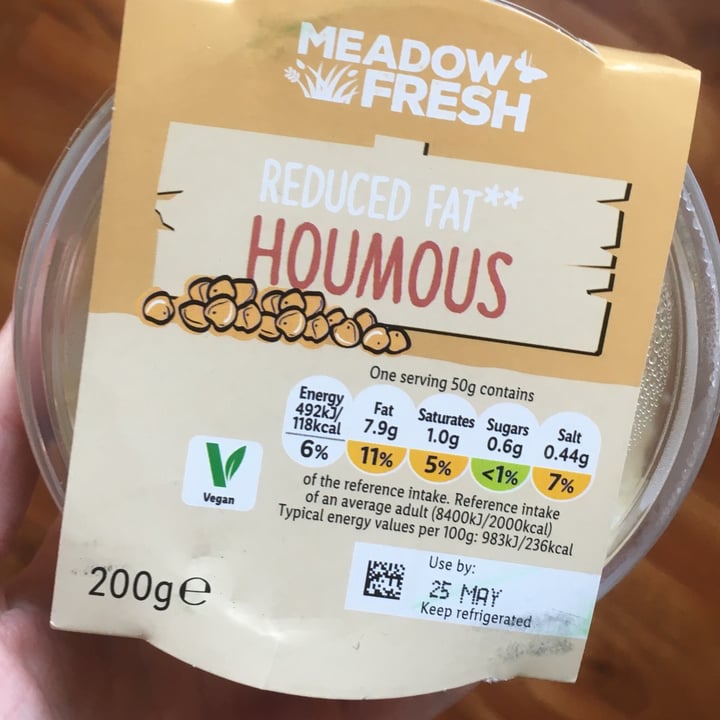 MEADOW
FRESH
REDUCED FAT**
HOUMOUS
One serving 50g contains
Energy
492kJ/
118kcal
6%
Fat
7.9g
11%
Saturates
1.0g
5%
Sugars
0.6g
<1%
Salt
0.44g
7%
of the reference intake. Reference intake
of an average adult (8400kJ/2000kcal)
Typical energy values per 100g: 983kJ/236kcal
Vegan
Use by:
25 MAY
Keep refrigerated
200g℮